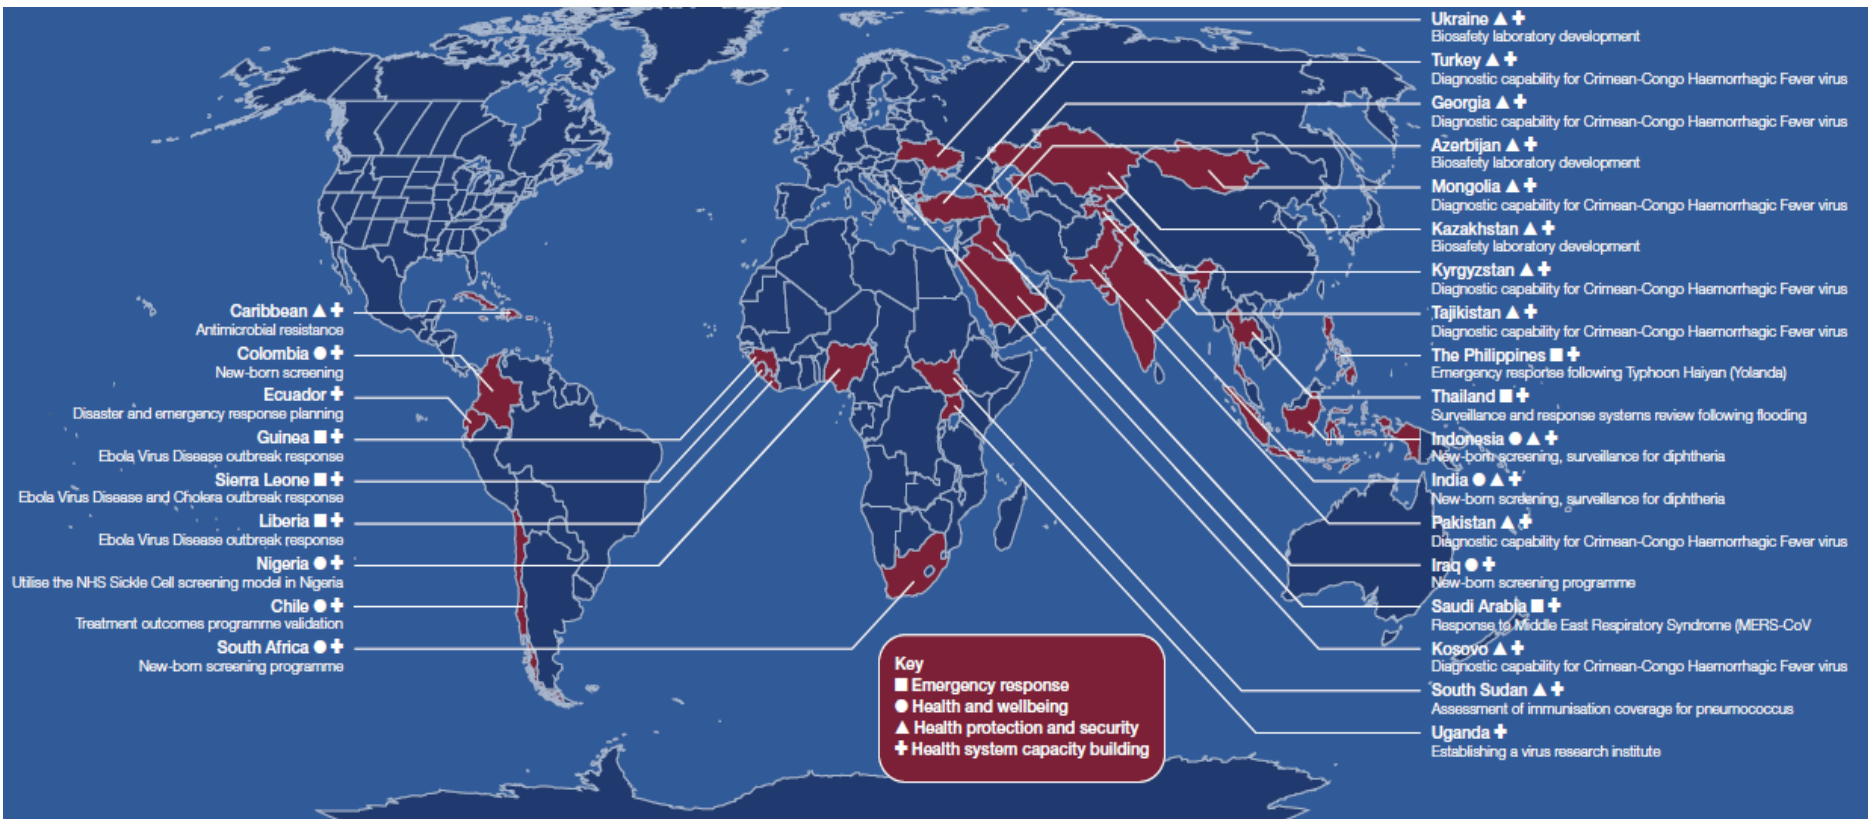 Caribbean ▲ ✚
Antimicrobial resistance
Colombia ● ✚
New-born screening
Ecuador ✚
Disaster and emergency response planning
Guinea ■ ✚
Ebola Virus Disease outbreak response
Sierra Leone ■ ✚
Ebola Virus Disease and Cholera outbreak response
Liberia ■ ✚
Ebola Virus Disease outbreak response
Nigeria ● ✚
Utilise the NHS Sickle Cell screening model in Nigeria
Chile ● ✚
Treatment outcomes programme validation
South Africa ● ✚
New-born screening programme
Key
■ Emergency response
● Health and wellbeing
▲ Health protection and security
✚ Health system capacity building
Ukraine ▲ ✚
Biosafety laboratory development
Turkey ▲ ✚
Diagnostic capability for Crimean-Congo Haemorrhagic Fever virus
Georgia ▲ ✚
Diagnostic capability for Crimean-Congo Haemorrhagic Fever virus
Azerbijan ▲ ✚
Biosafety laboratory development
Mongolia ▲ ✚
Diagnostic capability for Crimean-Congo Haemorrhagic Fever virus
Kazakhstan ▲ ✚
Biosafety laboratory development
Kyrgyzstan ▲ ✚
Diagnostic capability for Crimean-Congo Haemorrhagic Fever virus
Tajikistan ▲ ✚
Diagnostic capability for Crimean-Congo Haemorrhagic Fever virus
The Philippines ■ ✚
Emergency response following Typhoon Haiyan (Yolanda)
Thailand ■ ✚
Surveillance and response systems review following flooding
Indonesia ● ▲ ✚
New-born screening, surveillance for diphtheria
India ● ▲ ✚
New-born screening, surveillance for diphtheria
Pakistan ▲ ✚
Diagnostic capability for Crimean-Congo Haemorrhagic Fever virus
Iraq ● ✚
New-born screening programme
Saudi Arabia ■ ✚
Response to Middle East Respiratory Syndrome (MERS-CoV
Kosovo ▲ ✚
Diagnostic capability for Crimean-Congo Haemorrhagic Fever virus
South Sudan ▲ ✚
Assessment of immunisation coverage for pneumococcus
Uganda ✚
Establishing a virus research institute